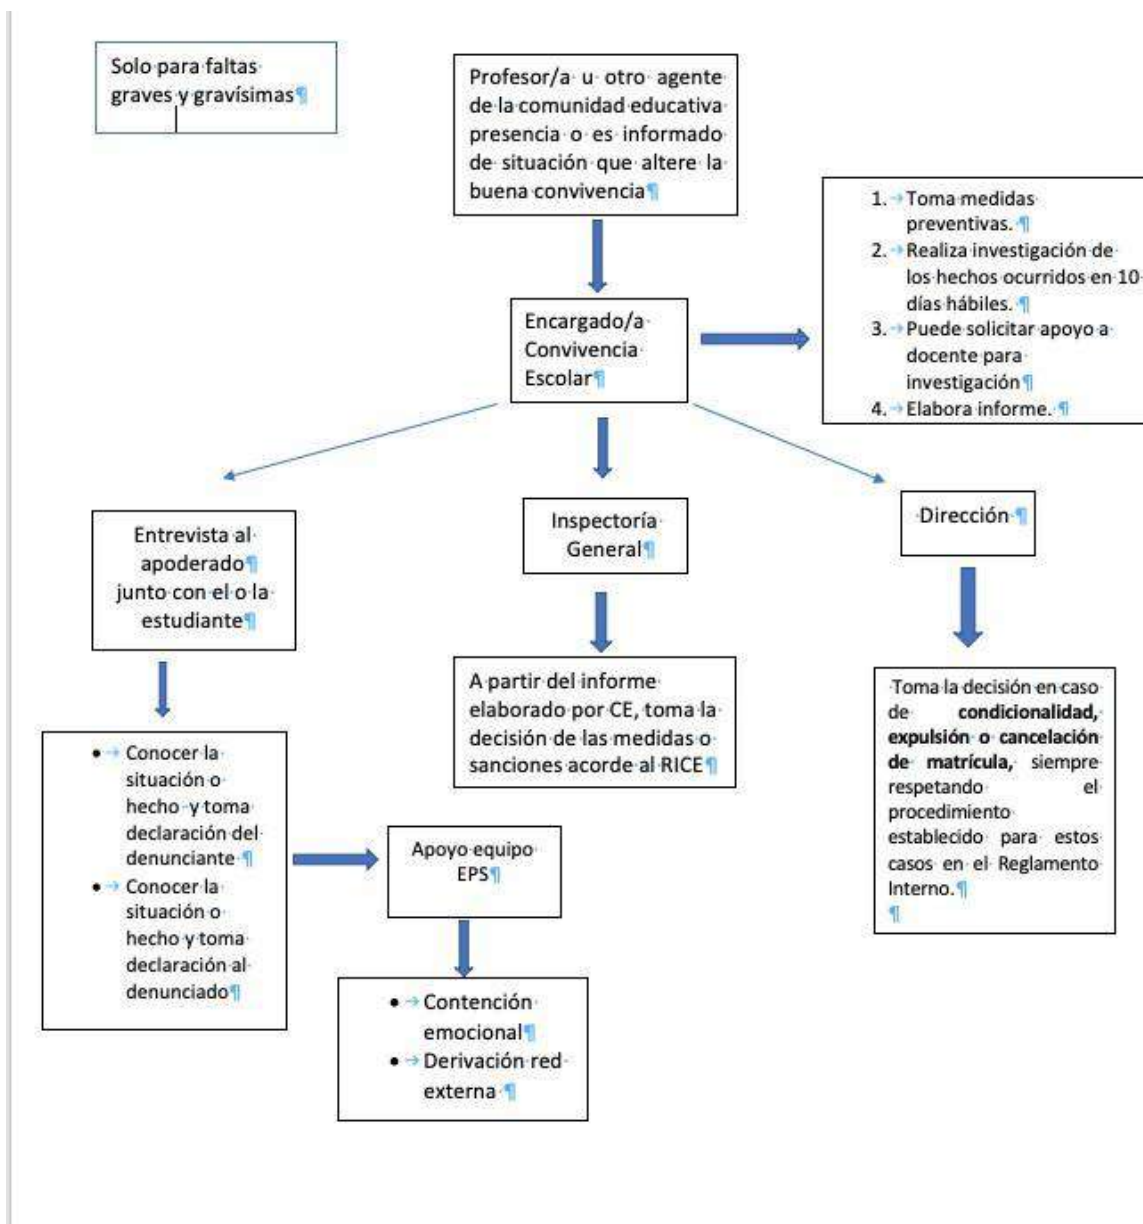 Solo para faltas
graves y gravísimas
Profesor/a u otro agente
de la comunidad educativa
presencia o es informado
de situación que altere la
buena convivencia
1. Toma medidas
preventivas.
2. Realiza investigación de
los hechos ocurridos en 10
días hábiles.
3. Puede solicitar apoyo a
docente para
investigación
4. Elabora informe.
Encargado/a
Convivencia
Escolar
Entrevista al
apoderado
junto con el o la
estudiante
Inspectoría
General
Dirección
A partir del informe
elaborado por CE, toma la
decisión de las medidas o
sanciones acorde al RICE
Toma la decisión en caso
de condicionalidad,
expulsión o cancelación
de matrícula, siempre
respetando el
procedimiento
establecido para estos
casos en el Reglamento
Interno.
• Conocer la
situación o
hecho y toma
declaración del
denunciante
• Conocer la
situación o
hecho y toma
declaración al
denunciado
Apoyo equipo
EPS
• Contención
emocional
• Derivación red
externa